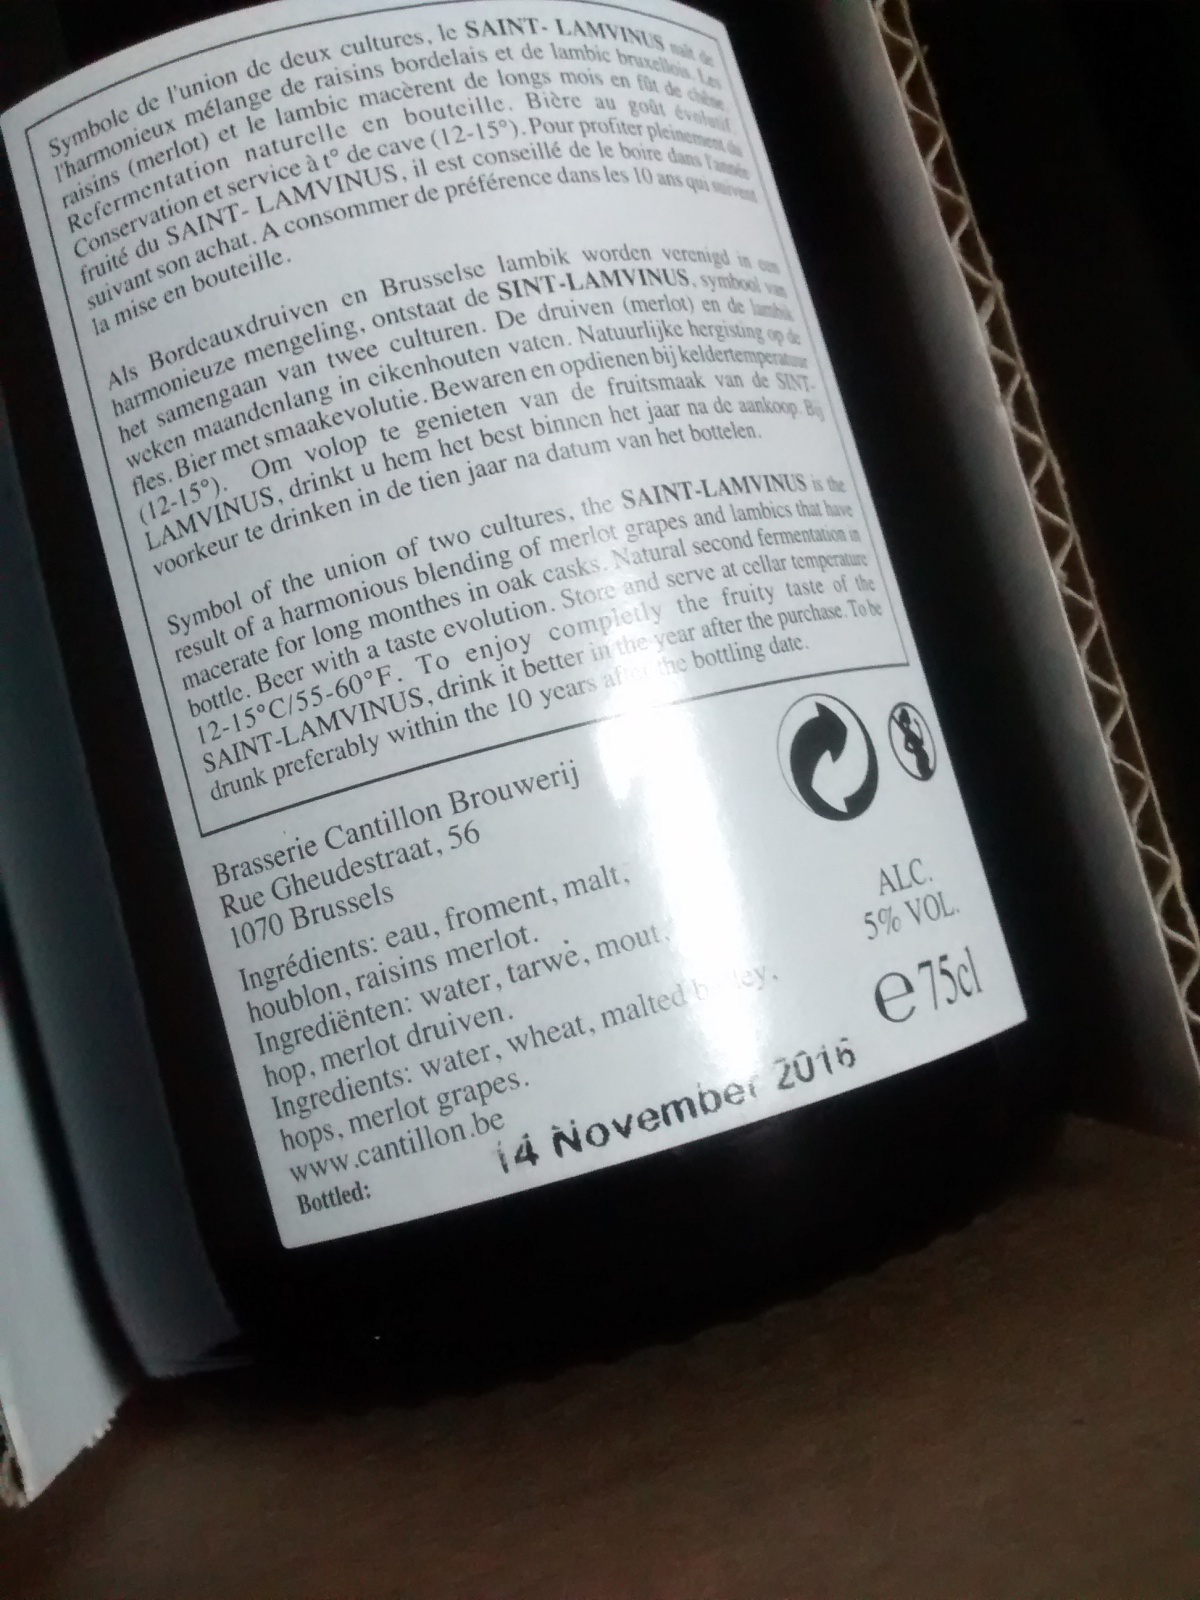 Symbole de l'union de deux cultures, le SAINT- LAMVINUS naît de
l'harmonieux mélange de raisins bordelais et de lambic bruxellois. Les
raisins (merlot) et le lambic macèrent de longs mois en fût de chêne.
Refermentation naturelle en bouteille. Bière au goût évolutif.
Conservation et service à t° de cave (12-15°). Pour profiter pleinement du
fruité du SAINT- LAMVINUS, il est conseillé de le boire dans l'année
suivant son achat. A consommer de préférence dans les 10 ans qui suivent
la mise en bouteille.
Als Bordeauxdruiven en Brusselse lambik worden verenigd in een
harmonieuze mengeling, ontstaat de SINT-LAMVINUS, symbool van
het samengaan van twee culturen. De druiven (merlot) en de lambik
weken maandenlang in eikenhouten vaten. Natuurlijke hergisting op de
fles. Bier met smaakevolutie. Bewaren en opdienen bij keldertemperatuur
(12-15°). Om volop te genieten van de fruitsmaak van de SINT-
LAMVINUS, drinkt u hem het best binnen het jaar na de aankoop. Bij
voorkeur te drinken in de tien jaar na datum van het bottelen.
Symbol of the union of two cultures, the SAINT-LAMVINUS is the
result of a harmonious blending of merlot grapes and lambics that have
macerate for long monthes in oak casks. Natural second fermentation in
bottle. Beer with a taste evolution. Store and serve at cellar temperature
12-15°C/55-60°F. To enjoy completly the fruity taste of the
SAINT-LAMVINUS, drink it better in the year after the purchase. To be
drunk preferably within the 10 years after the bottling date.
Brasserie Cantillon Brouwerij
Rue Gheudestraat, 56
1070 Brussels
Ingrédients: eau, froment, malt,
houblon, raisins merlot.
Ingrediënten: water, tarwe, mout,
hop, merlot druiven.
Ingredients: water, wheat, malted barley,
hops, merlot grapes.
www.cantillon.be
Bottled: 14 November 2016
ALC.
5% VOL.
e 75cl